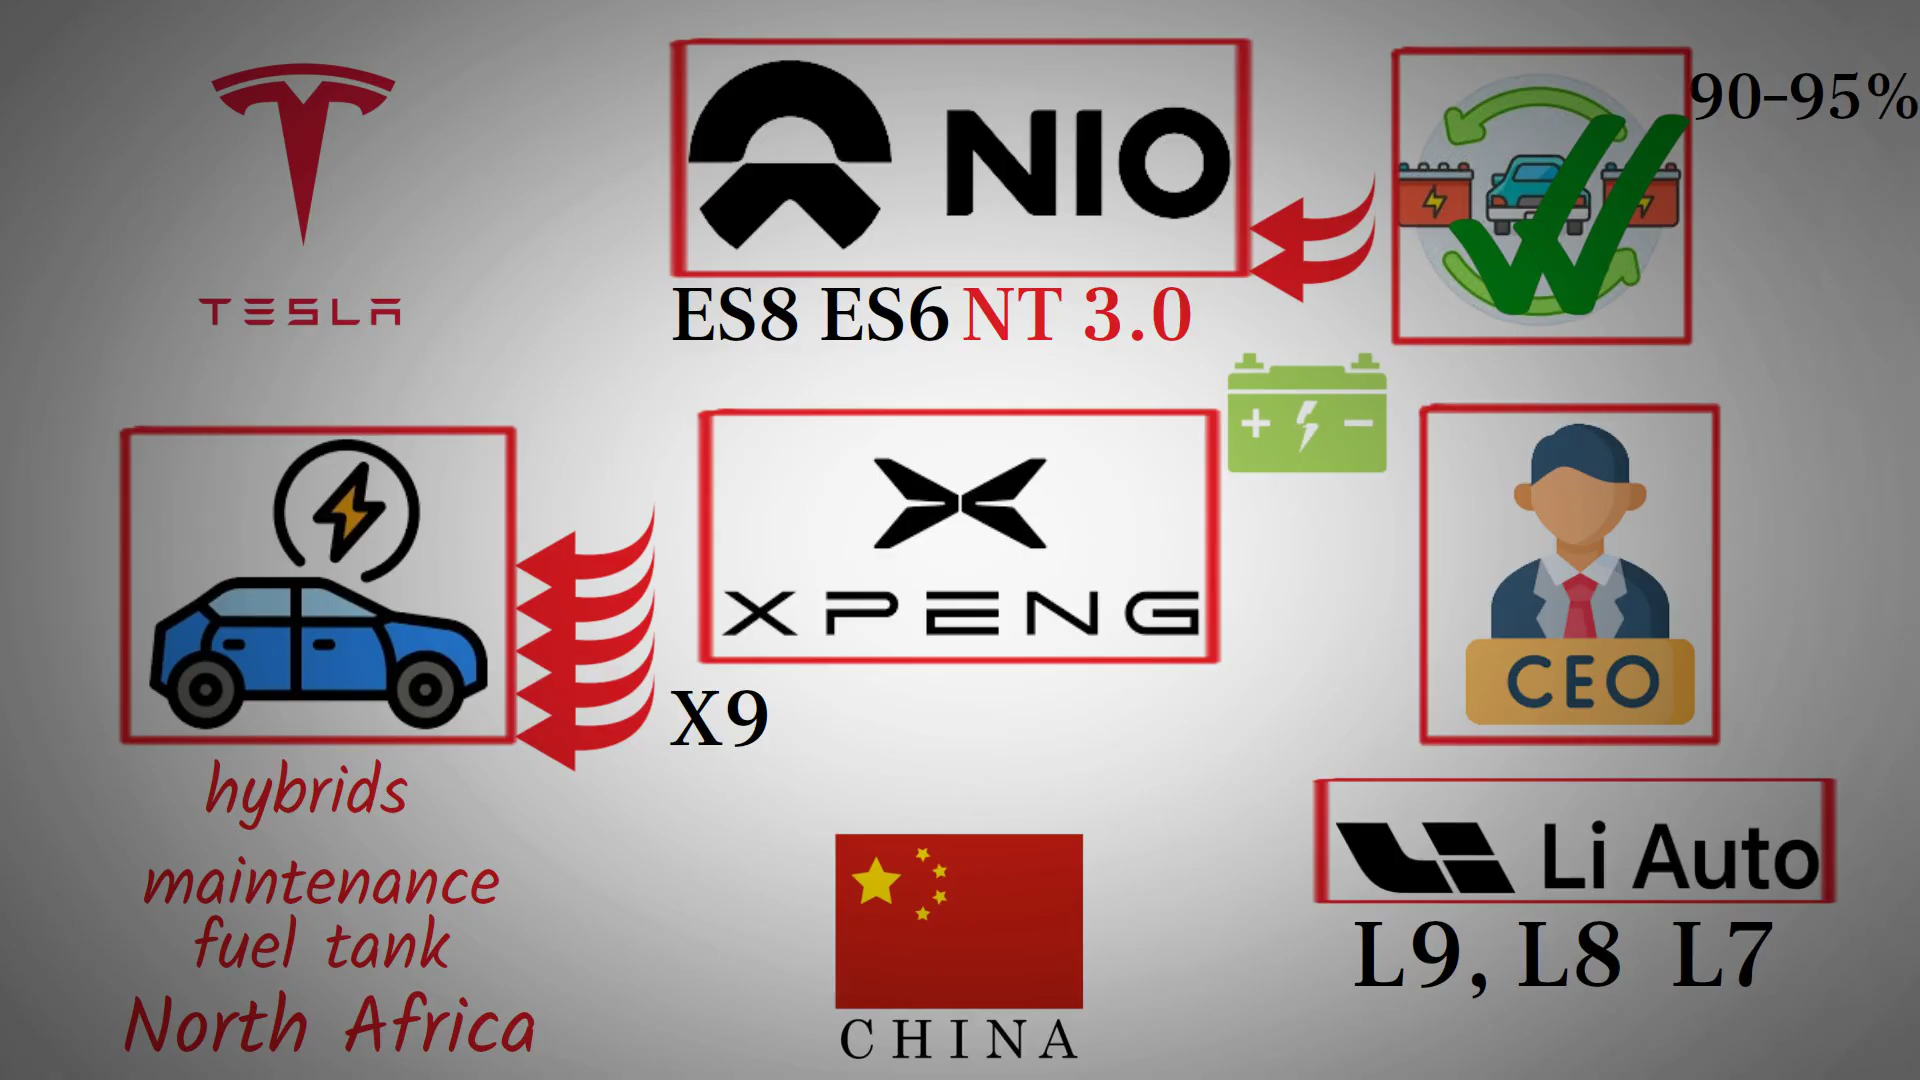 TESLA
NIO
90-95%
ES8 ES6 NT 3.0
XPENG
X9
CEO
hybrids
maintenance
fuel tank
North Africa
CHINA
Li Auto
L9, L8 L7